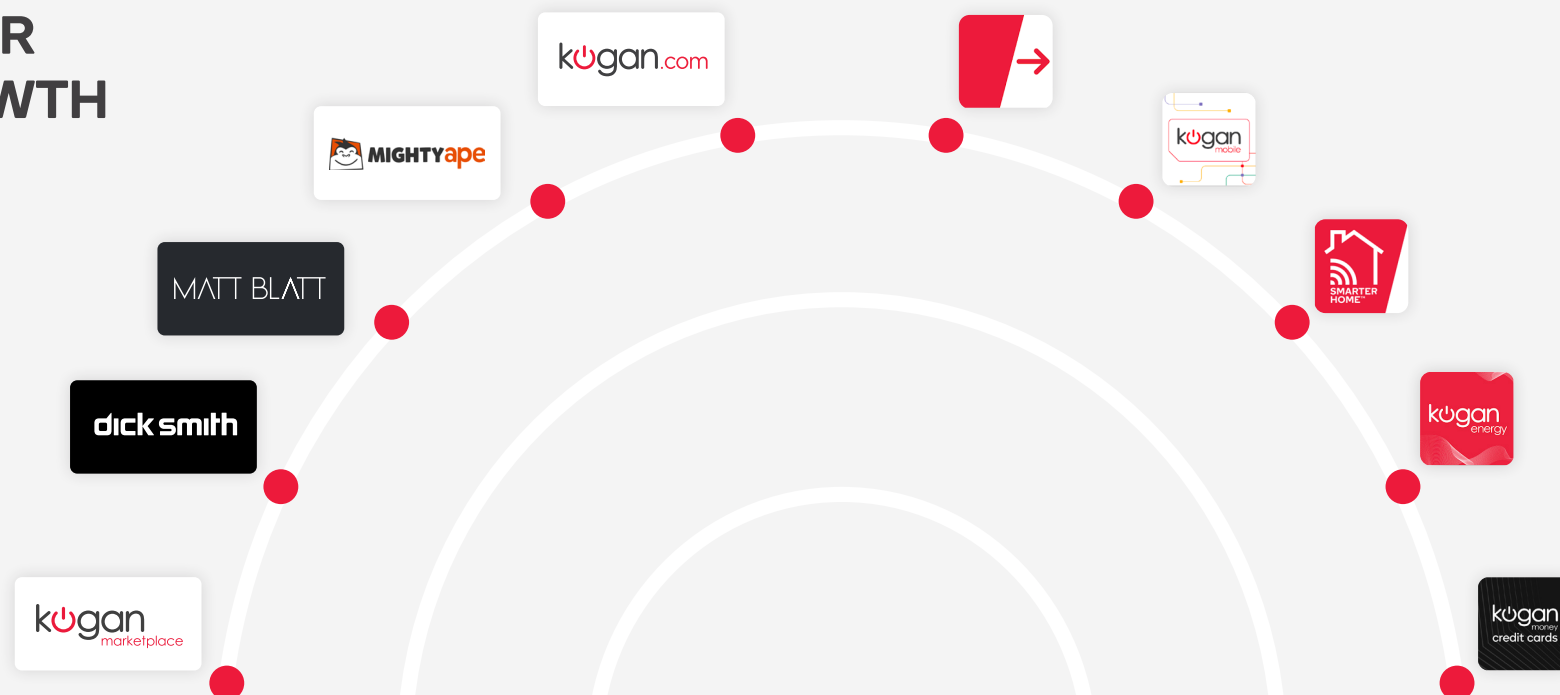 R
WTH
kogan.com
MIGHTYape
kogan
mobile
MATT BLATT
SMARTER
HOME™
dick smith
kogan
energy
kogan
marketplace
kogan
money
credit cards